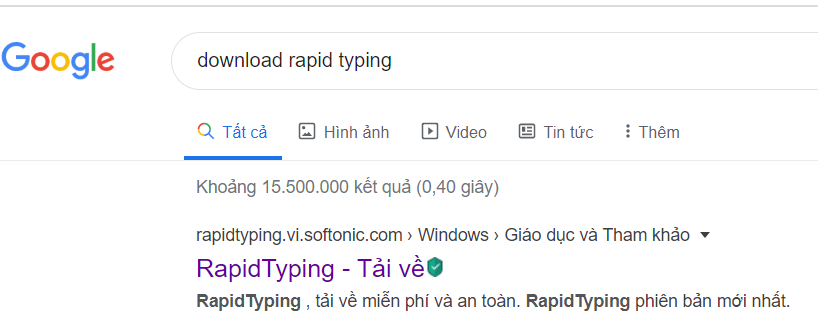 Google
download rapid typing
Tất cả Hình ảnh Video Tin tức Thêm
Khoảng 15.500.000 kết quả (0,40 giây)
rapidtyping.vi.softonic.com › Windows › Giáo dục và Tham khảo
RapidTyping - Tải về
RapidTyping , tải về miễn phí và an toàn. RapidTyping phiên bản mới nhất.